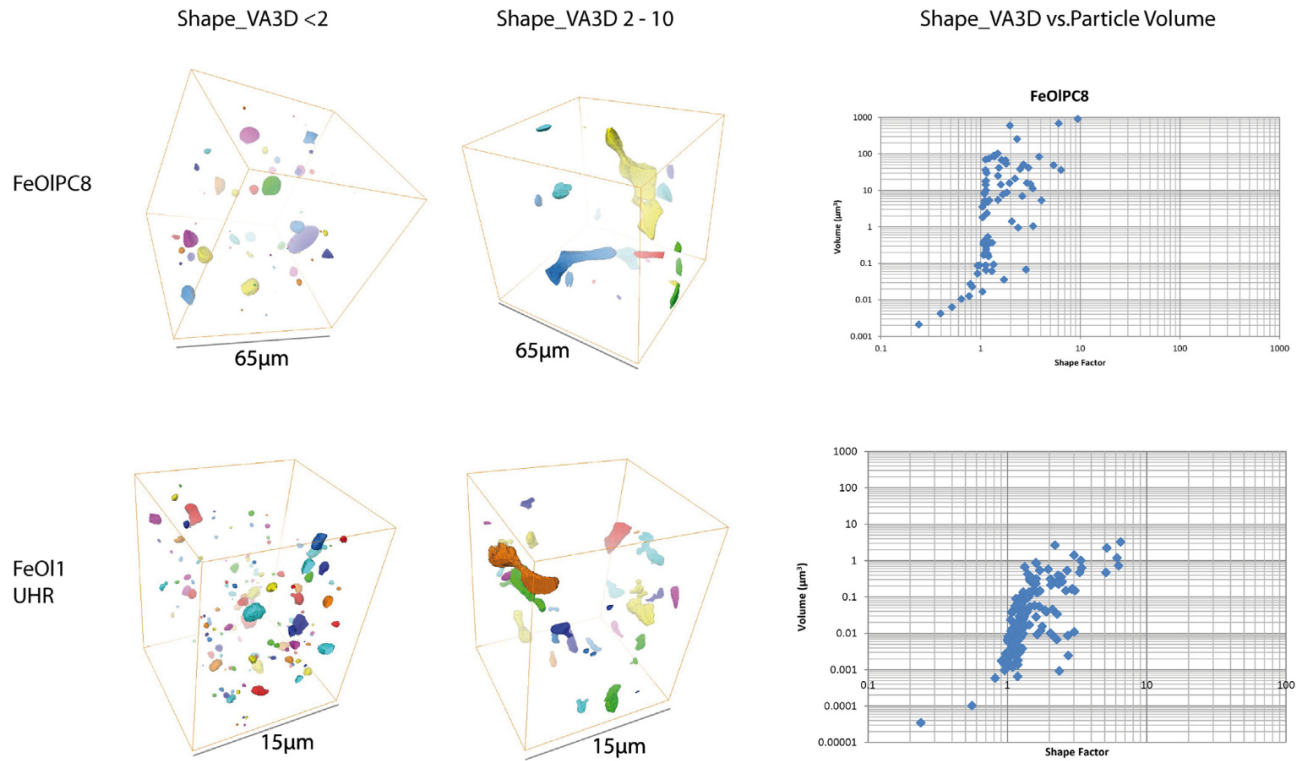 Shape_VA3D <2
Shape_VA3D 2 - 10
Shape_VA3D vs.Particle Volume
FeOlPC8
65µm
65µm
FeOlPC8
Volume (µm³)
1000
100
10
1
0.1
0.01
0.001
0.1 1 10 100 1000
Shape Factor
FeOl1
UHR
15µm
15µm
Volume (µm³)
1000
100
10
1
0.1
0.01
0.001
0.0001
0.00001
0.1 1 10 100
Shape Factor